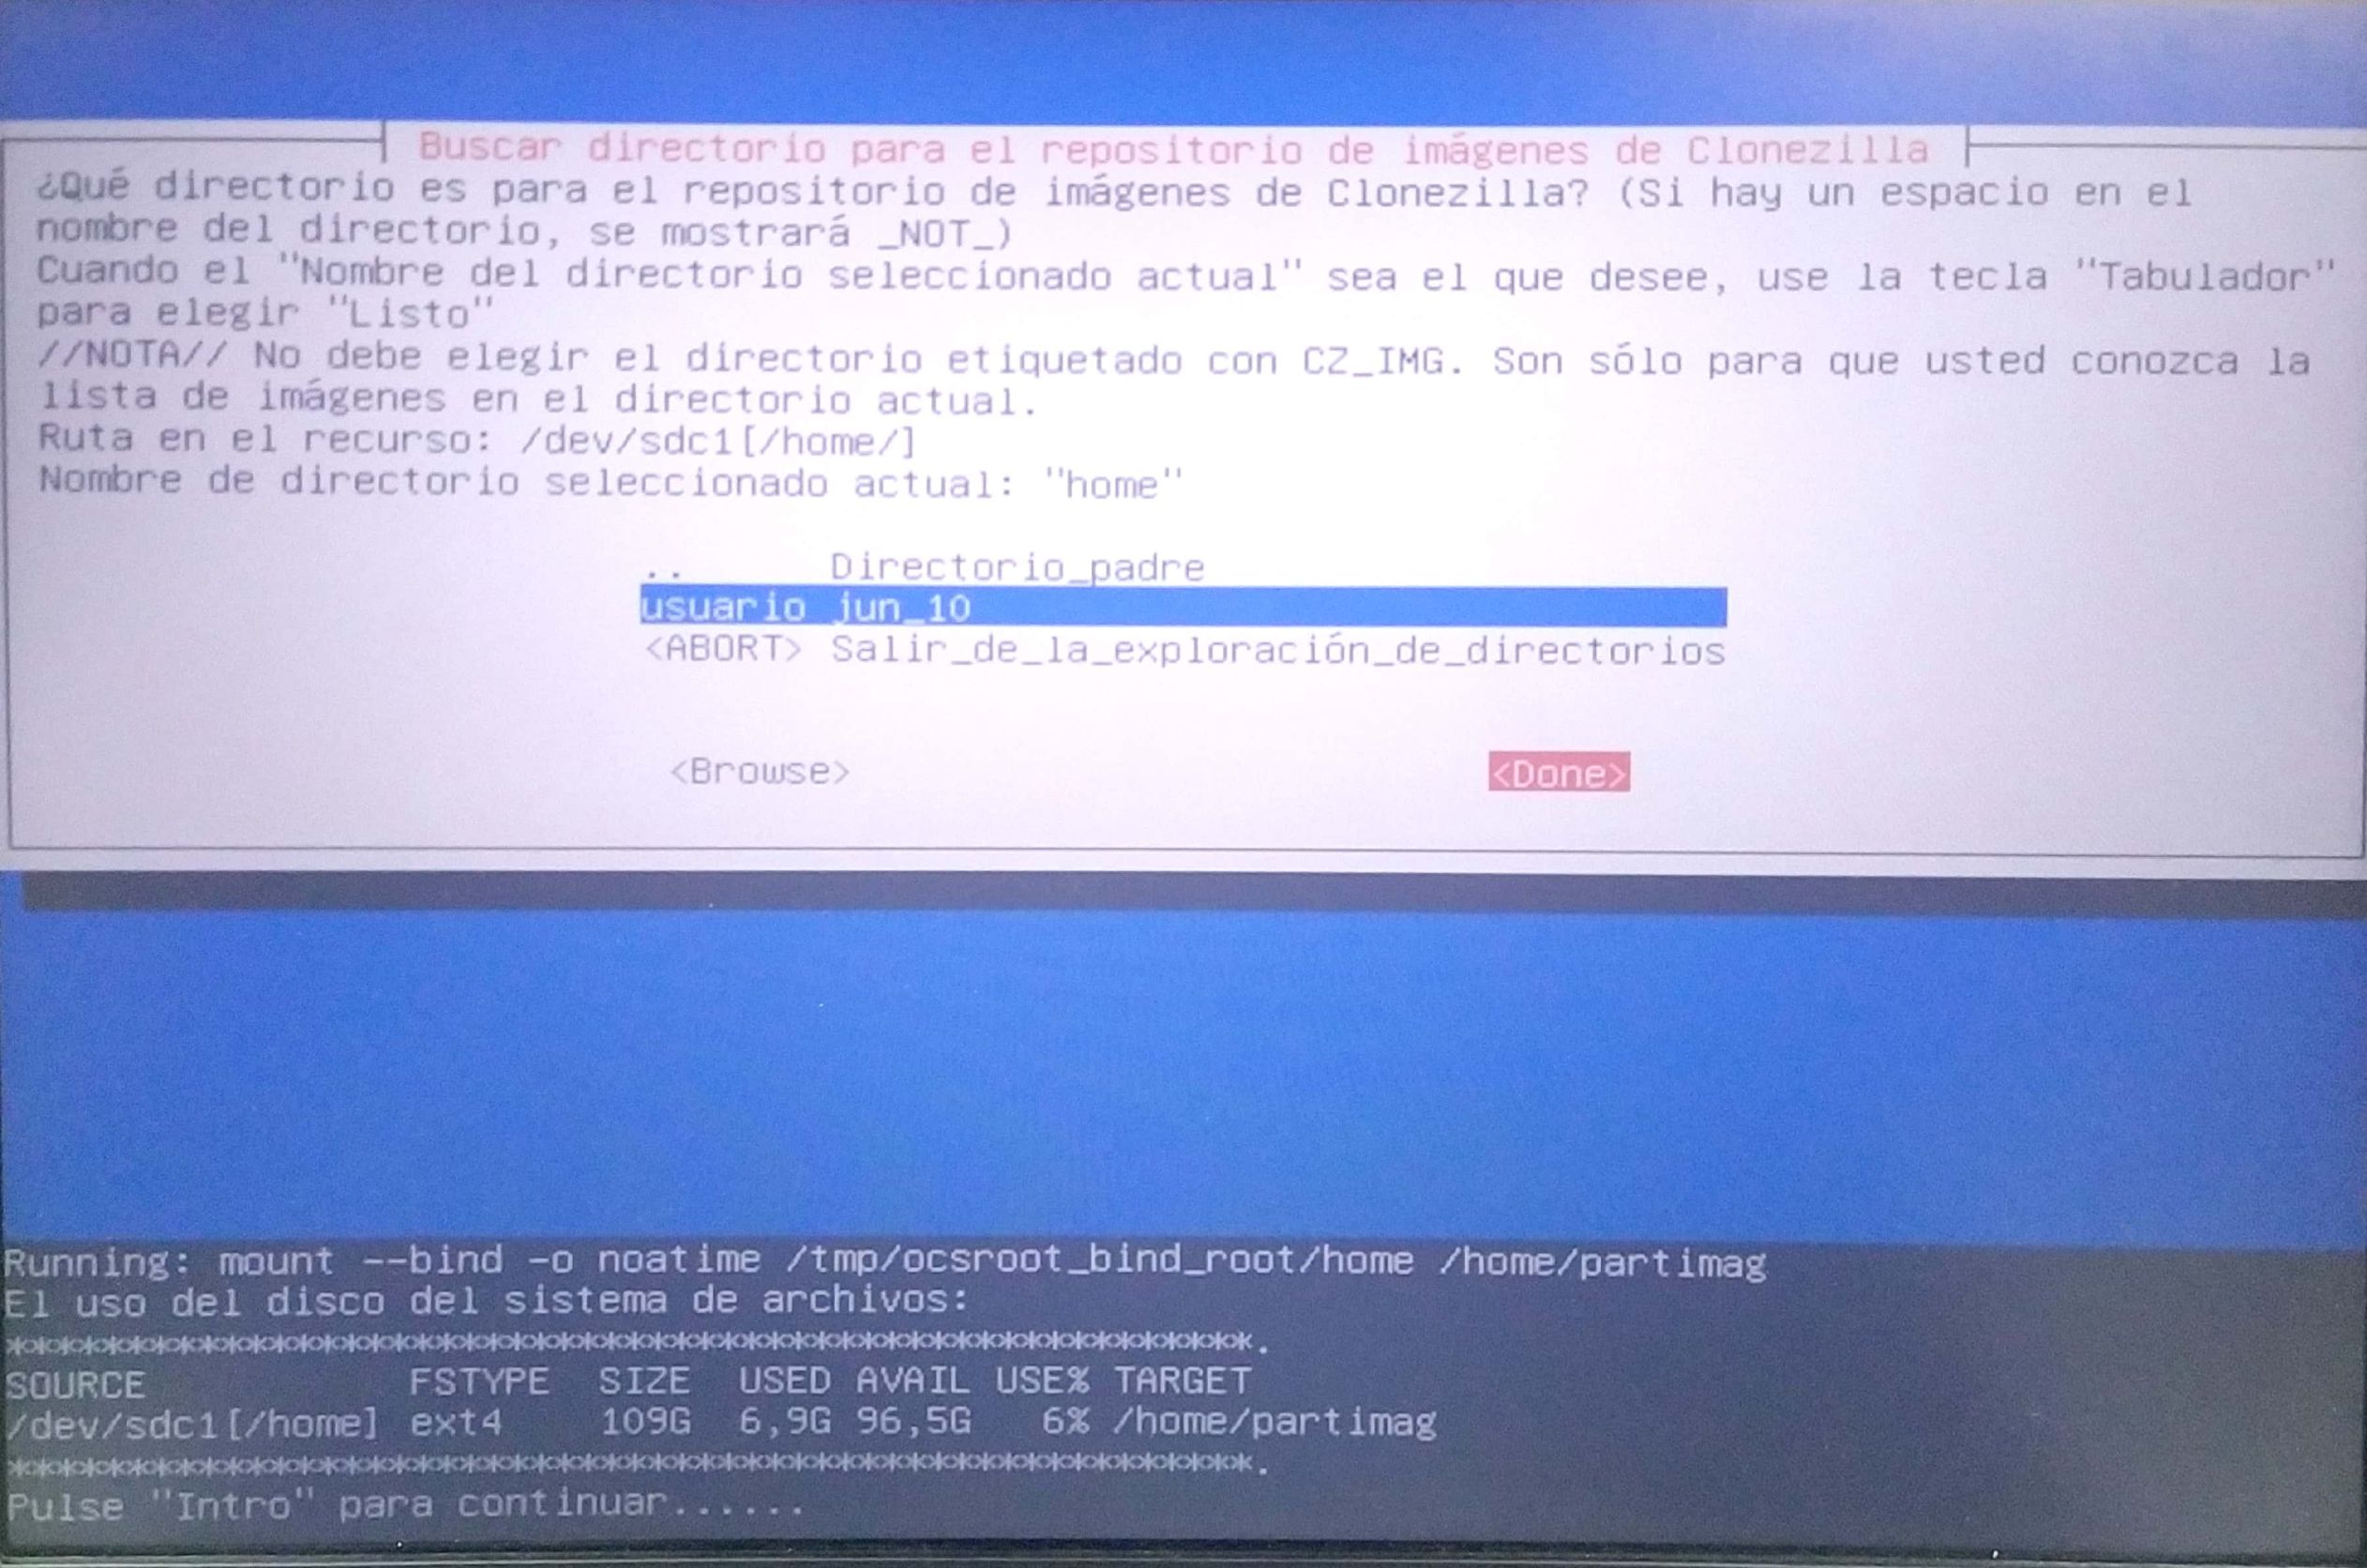 Buscar directorio para el repositorio de imágenes de Clonezilla
¿Qué directorio es para el repositorio de imágenes de Clonezilla? (Si hay un espacio en el
nombre del directorio, se mostrará _NOT_)
Cuando el "Nombre del directorio seleccionado actual" sea el que desee, use la tecla "Tabulador"
para elegir "Listo"
//NOTA// No debe elegir el directorio etiquetado con CZ_IMG. Son sólo para que usted conozca la
lista de imágenes en el directorio actual.
Ruta en el recurso: /dev/sdc1[/home/]
Nombre de directorio seleccionado actual: "home"
.. Directorio_padre
usuario jun_10
<ABORT> Salir_de_la_exploración_de_directorios
<Browse> <Done>
Running: mount --bind -o noatime /tmp/ocsroot_bind_root/home /home/partimag
El uso del disco del sistema de archivos:
SOURCE FSTYPE SIZE USED AVAIL USE% TARGET
/dev/sdc1[/home] ext4 109G 6,9G 96,5G 6% /home/partimag
Pulse "Intro" para continuar......